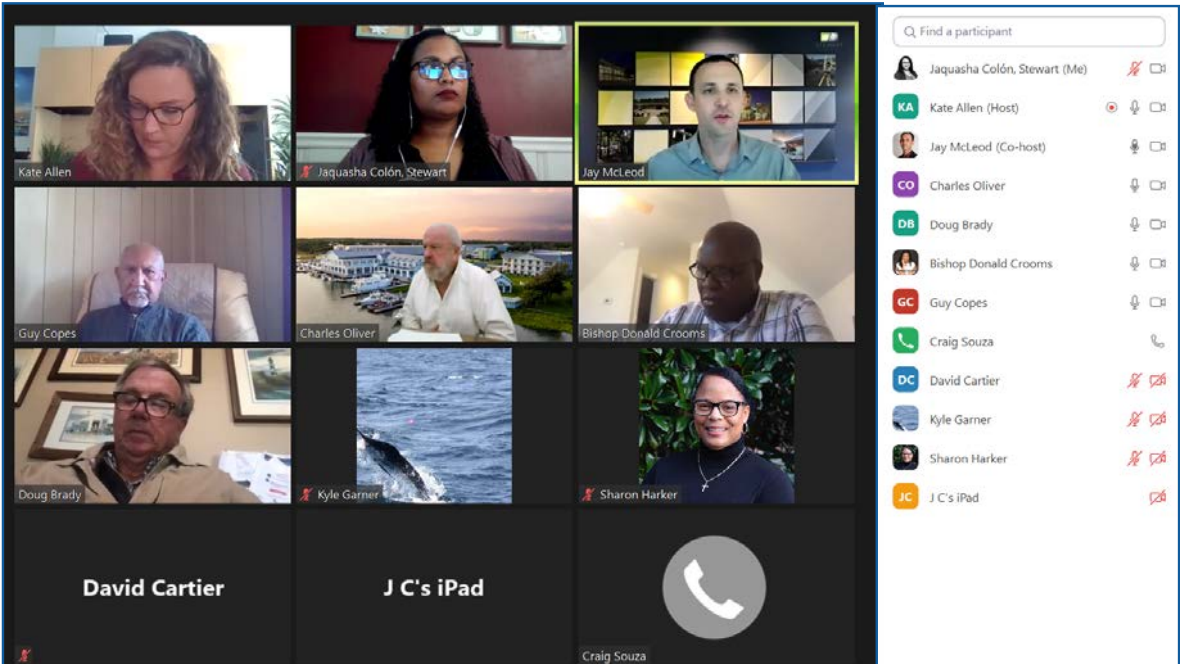 Kate Allen
Jaquasha Colón, Stewart
Jay McLeod
Guy Copes
Charles Oliver
Bishop Donald Crooms
Doug Brady
Kyle Garner
Sharon Harker
David Cartier
J C's iPad
Craig Souza
Find a participant
Jaquasha Colón, Stewart (Me)
KA Kate Allen (Host)
Jay McLeod (Co-host)
CO Charles Oliver
DB Doug Brady
Bishop Donald Crooms
GC Guy Copes
Craig Souza
DC David Cartier
Kyle Garner
Sharon Harker
JC J C's iPad